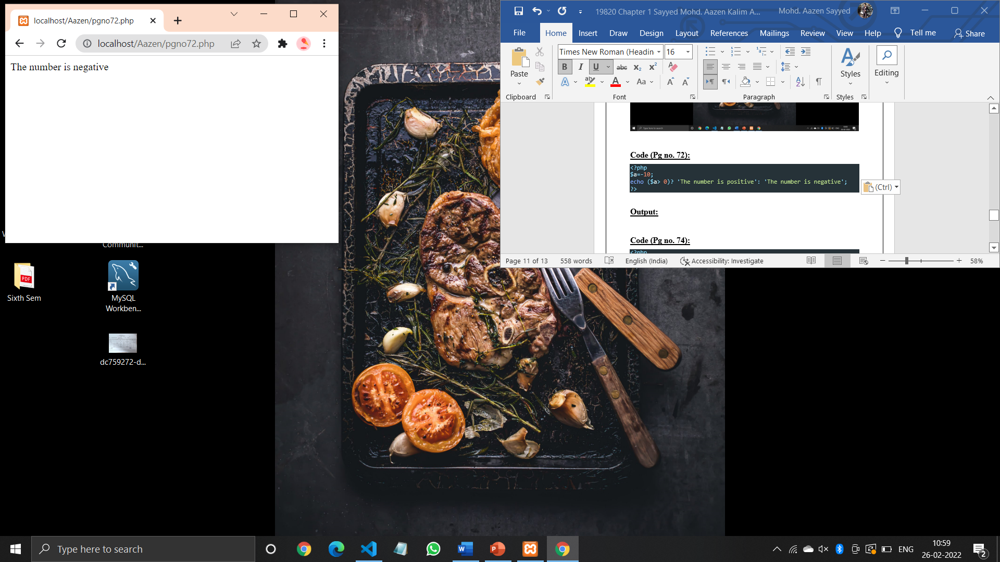 localhost/Aazen/pgno72.php
localhost/Aazen/pgno72.php
The number is negative
19820 Chapter 1 Sayyed Mohd. Aazen Kalim A...
Mohd. Aazen Sayyed
File Home Insert Draw Design Layout References Mailings Review View Help Tell me Share
Times New Roman (Headin 16
Paste
Styles
Editing
Clipboard Font Paragraph Styles
Code (Pg no. 72):
<?php
$a=-10;
echo ($a> 0)? 'The number is positive': 'The number is negative';
?>
(Ctrl)
Output:
Code (Pg no. 74):
<?php
Page 11 of 13 558 words English (India) Accessibility: Investigate 58%
Communit...
Sixth Sem
PDF
MySQL
Workben...
dc759272-d...
Type here to search
ENG
10:59
26-02-2022
2